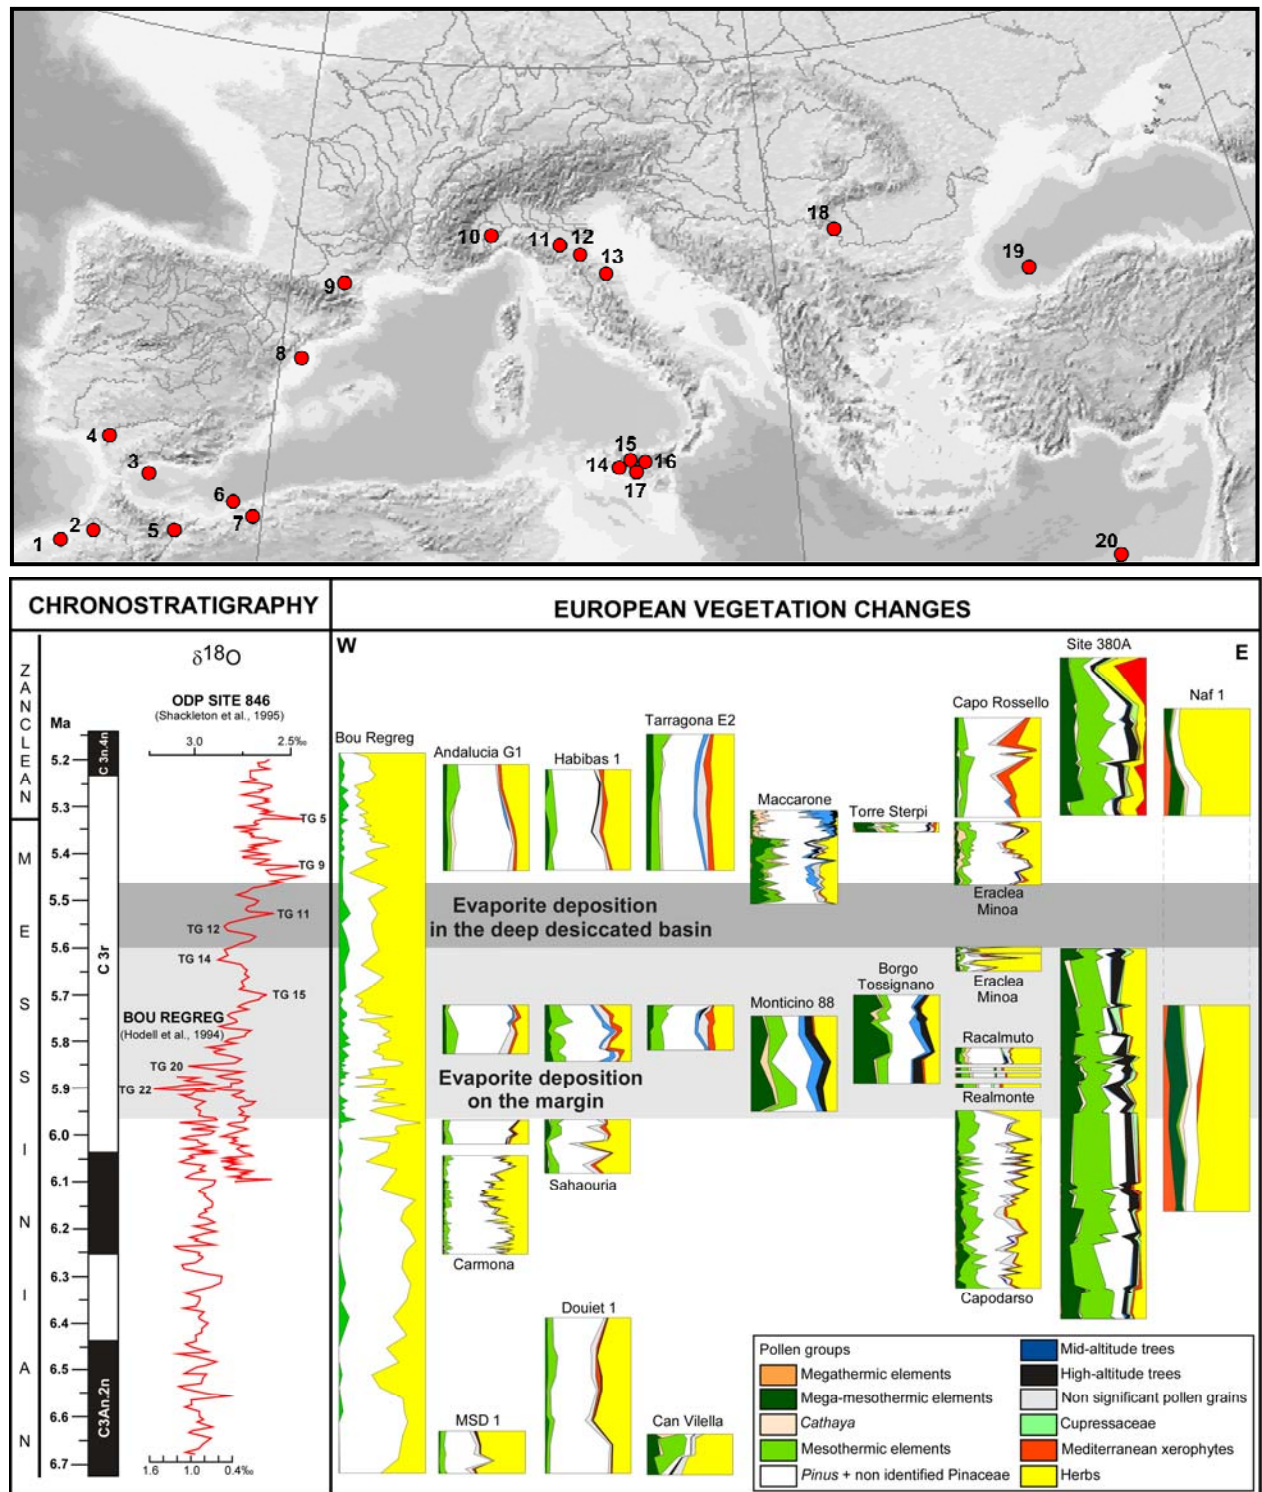 18
10
11
12
13
19
9
8
4
3
15
14
16
6
17
2
5
7
1
20
CHRONOSTRATIGRAPHY
EUROPEAN VEGETATION CHANGES
ZANCLEAN
MESSINIAN
δ18O
ODP SITE 846
(Shackleton et al., 1995)
Ma
3.0
2.5‰
5.2
5.3
5.4
5.5
5.6
5.7
5.8
5.9
6.0
6.1
6.2
6.3
6.4
6.5
6.6
6.7
C 3n.4n
C 3r
C3An.2n
TG 5
TG 9
TG 11
TG 12
TG 14
TG 15
BOU REGREG
(Hodell et al., 1994)
TG 20
TG 22
1.6
1.0
0.4‰
W
E
Site 380A
Naf 1
Capo Rossello
Tarragona E2
Bou Regreg
Andalucia G1
Habibas 1
Maccarone
Torre Sterpi
Eraclea
Minoa
Evaporite deposition
in the deep desiccated basin
Borgo
Tossignano
Eraclea
Minoa
Monticino 88
Racalmuto
Evaporite deposition
on the margin
Realmonte
Sahaouria
Carmona
Capodarso
Douiet 1
MSD 1
Can Vilella
Pollen groups
Megathermic elements
Mega-mesothermic elements
Cathaya
Mesothermic elements
Pinus + non identified Pinaceae
Mid-altitude trees
High-altitude trees
Non significant pollen grains
Cupressaceae
Mediterranean xerophytes
Herbs